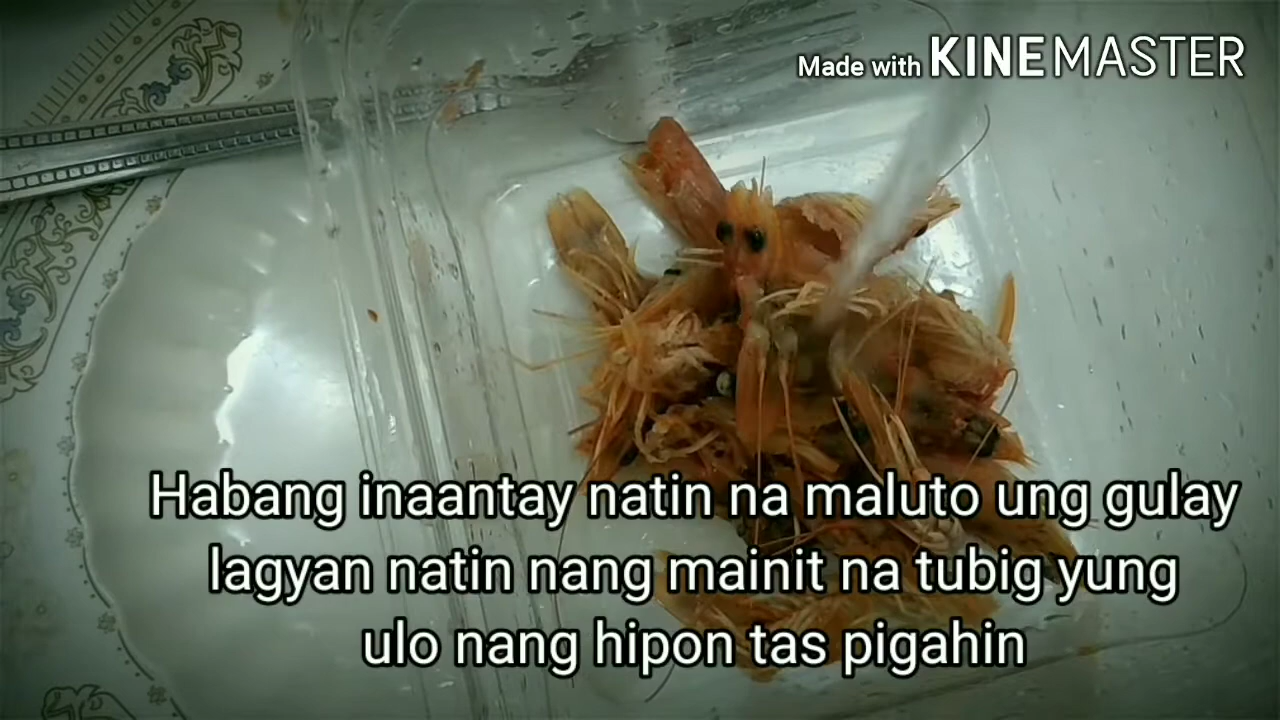 Made with KINEMASTER
Habang inaantay natin na maluto ung gulay
lagyan natin nang mainit na tubig yung
ulo nang hipon tas pigahin